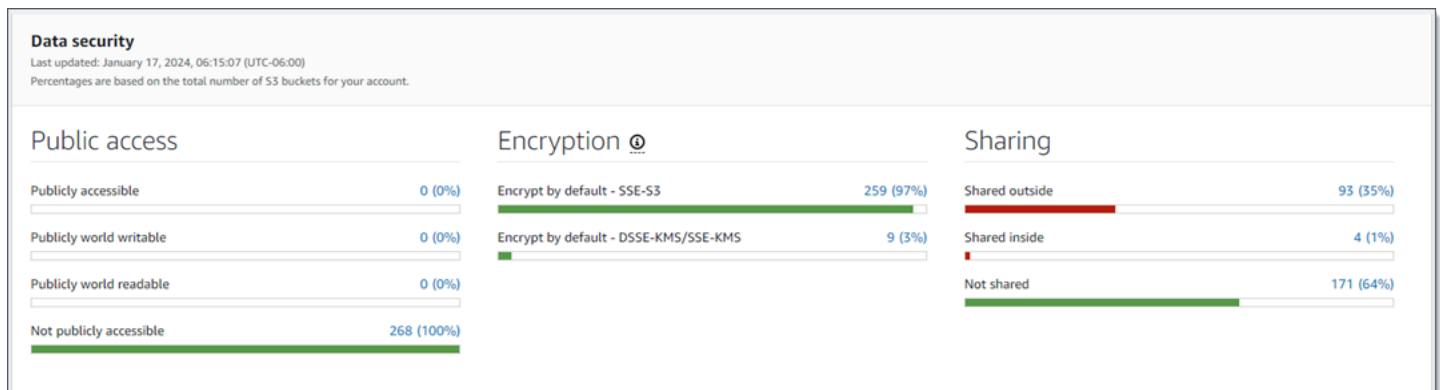 Data security
Last updated: January 17, 2024, 06:15:07 (UTC-06:00)
Percentages are based on the total number of S3 buckets for your account.
Public access
Publicly accessible 0 (0%)
Publicly world writable 0 (0%)
Publicly world readable 0 (0%)
Not publicly accessible 268 (100%)
Encryption
Encrypt by default - SSE-S3 259 (97%)
Encrypt by default - DSSE-KMS/SSE-KMS 9 (3%)
Sharing
Shared outside 93 (35%)
Shared inside 4 (1%)
Not shared 171 (64%)